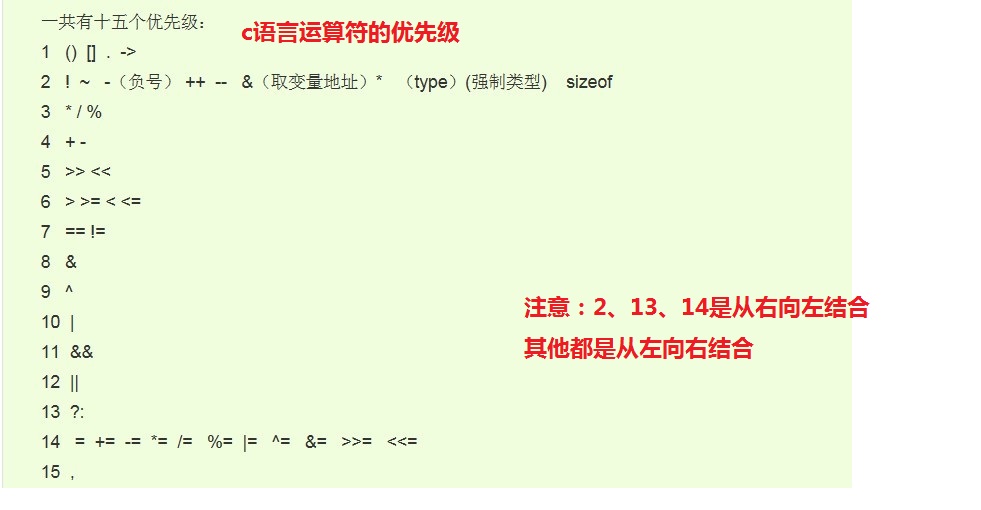 一共有十五个优先级：
c语言运算符的优先级
1 () [] . ->
2 ! ~ -（负号） ++ -- &（取变量地址）* （type）(强制类型) sizeof
3 * / %
4 + -
5 >> <<
6 > >= < <=
7 == !=
8 &
9 ^
10 |
11 &&
12 ||
13 ?:
14 = += -= *= /= %= |= ^= &= >>= <<=
15 ,
注意：2、13、14是从右向左结合
其他都是从左向右结合